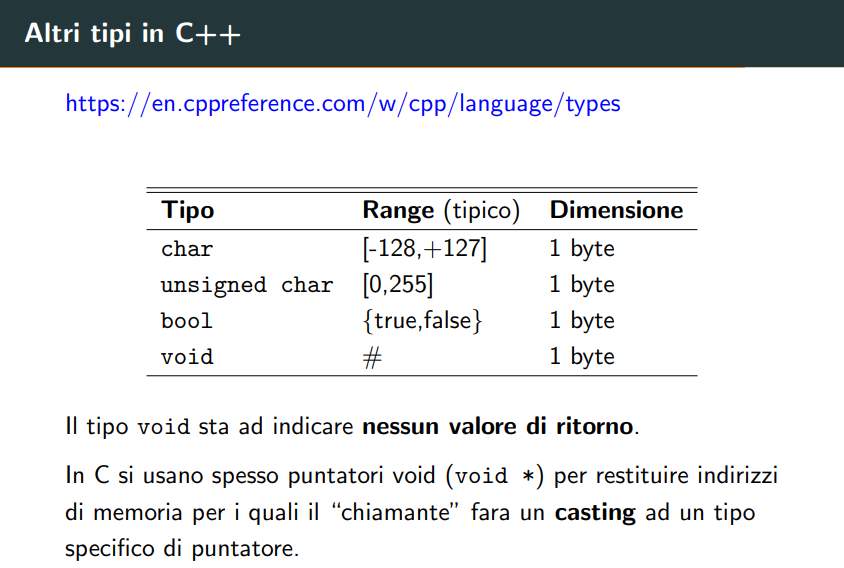 Altri tipi in C++
https://en.cppreference.com/w/cpp/language/types
Tipo Range (tipico) Dimensione
char [-128,+127] 1 byte
unsigned char [0,255] 1 byte
bool {true,false} 1 byte
void # 1 byte
Il tipo void sta ad indicare nessun valore di ritorno.
In C si usano spesso puntatori void (void *) per restituire indirizzi
di memoria per i quali il “chiamante” fara un casting ad un tipo
specifico di puntatore.